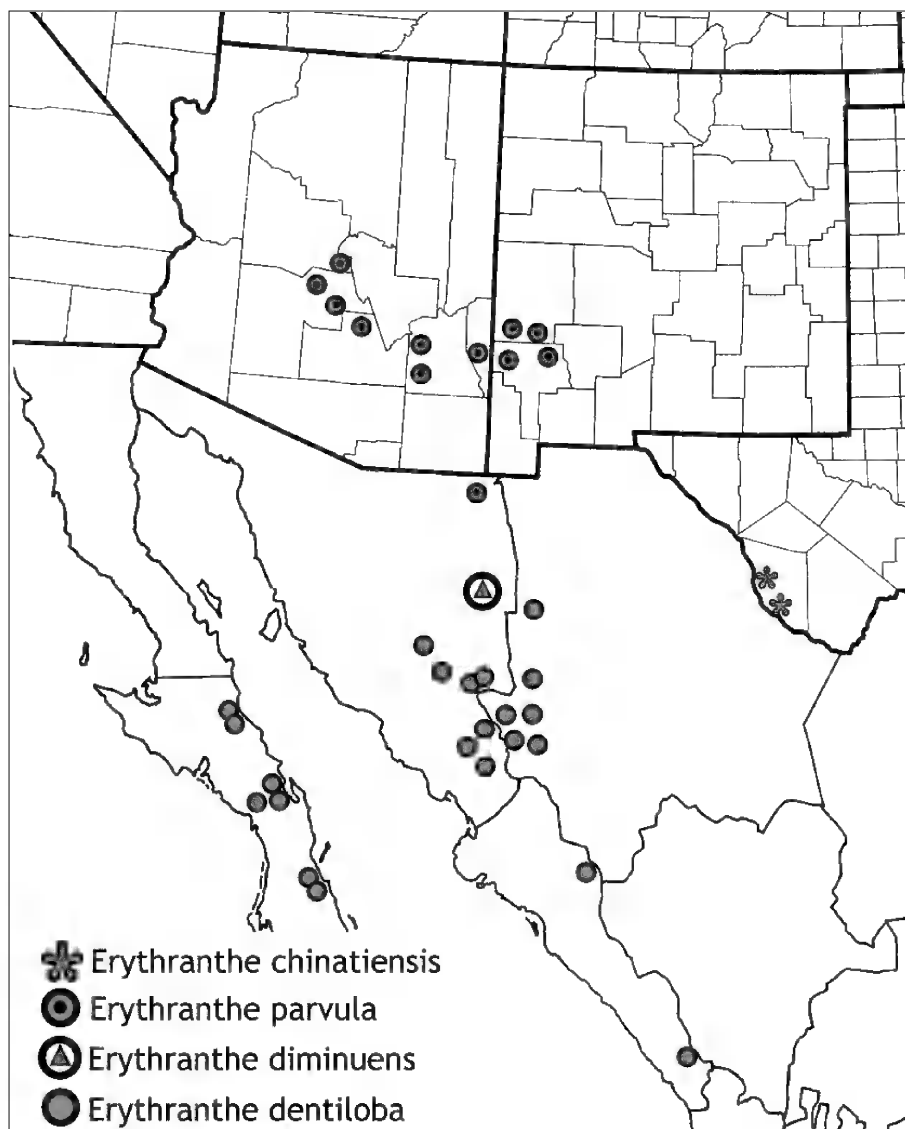 Erythranthe chinatiensis
Erythranthe parvula
Erythranthe diminuens
Erythranthe dentiloba